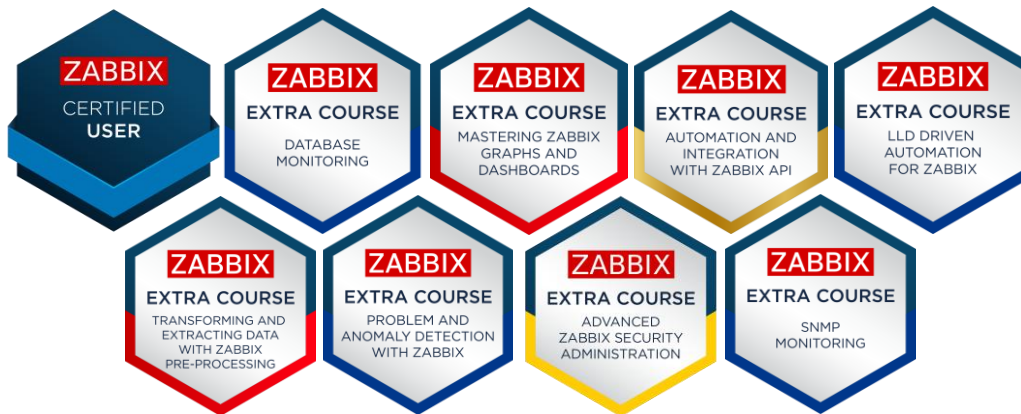 ZABBIX
CERTIFIED
USER
ZABBIX
EXTRA COURSE
DATABASE
MONITORING
ZABBIX
EXTRA COURSE
MASTERING ZABBIX
GRAPHS AND
DASHBOARDS
ZABBIX
EXTRA COURSE
AUTOMATION AND
INTEGRATION
WITH ZABBIX API
ZABBIX
EXTRA COURSE
LLD DRIVEN
AUTOMATION
FOR ZABBIX
ZABBIX
EXTRA COURSE
TRANSFORMING AND
EXTRACTING DATA
WITH ZABBIX
PRE-PROCESSING
ZABBIX
EXTRA COURSE
PROBLEM AND
ANOMALY DETECTION
WITH ZABBIX
ZABBIX
EXTRA COURSE
ADVANCED
ZABBIX SECURITY
ADMINISTRATION
ZABBIX
EXTRA COURSE
SNMP
MONITORING